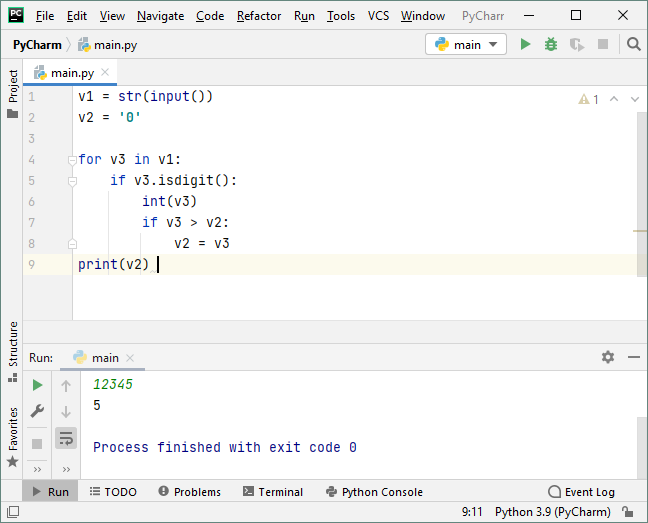 PC File Edit View Navigate Code Refactor Run Tools VCS Window PyCharr
PyCharm main.py main
Project
main.py
1 v1 = str(input())
2 v2 = '0'
3
4 for v3 in v1:
5 if v3.isdigit():
6 int(v3)
7 if v3 > v2:
8 v2 = v3
9 print(v2)
1
Structure
Favorites
Run: main
12345
5
Process finished with exit code 0
Run TODO Problems Terminal Python Console Event Log
9:11 Python 3.9 (PyCharm)